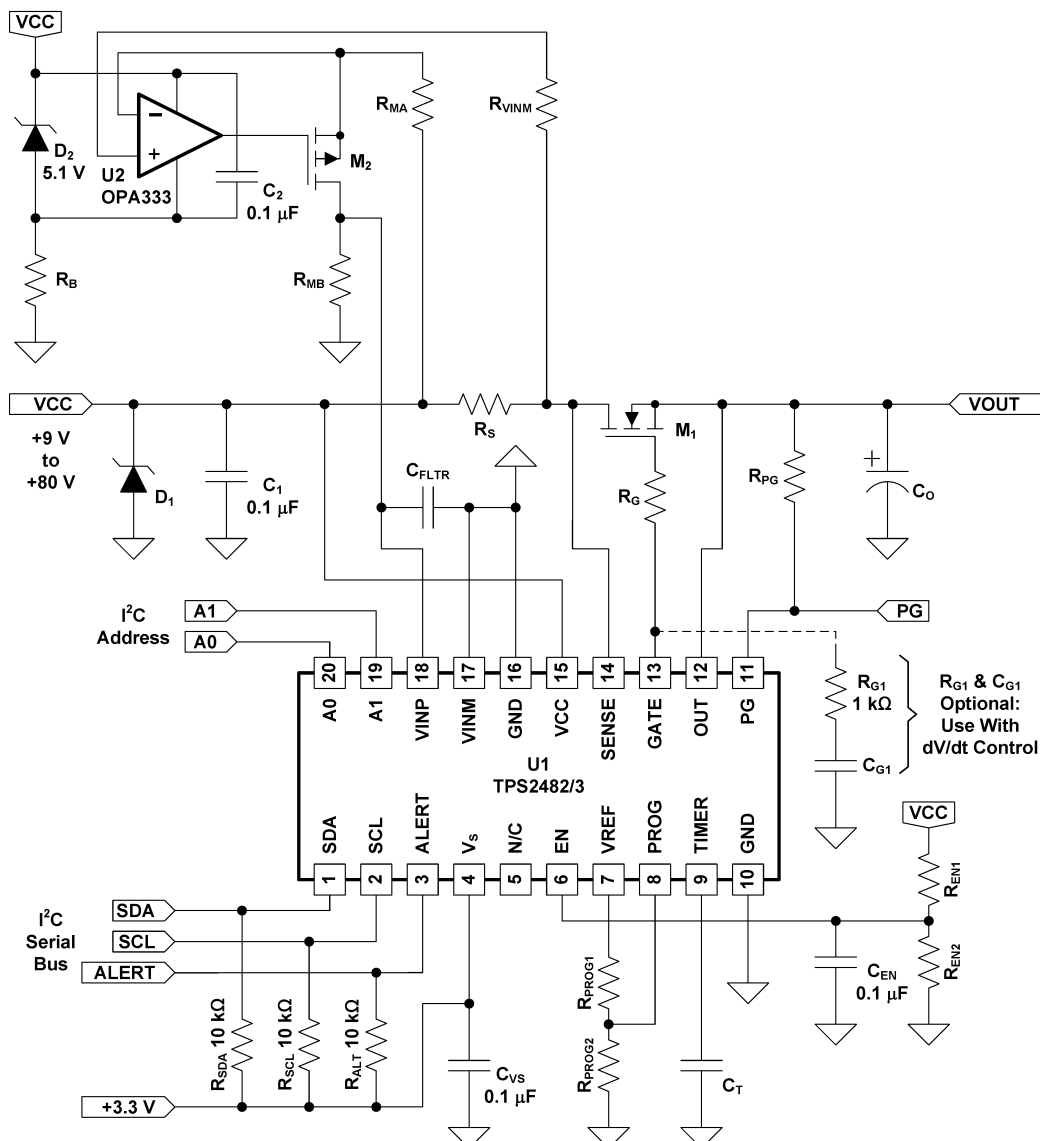 VCC
D2
5.1 V
U2
OPA333
−
+
C2
0.1 μF
M2
RMA
RVINM
RB
RMB
VCC
+9 V
to
+80 V
D1
C1
0.1 μF
RS
CFLTR
M1
RG
RPG
CO
VOUT
+
PG
I²C
Address
A1
A0
20
19
18
17
16
15
14
13
12
11
A0
A1
VINP
VINM
GND
VCC
SENSE
GATE
OUT
PG
U1
TPS2482/3
RG1
1 kΩ
CG1
RG1 & CG1
Optional:
Use With
dV/dt Control
SDA
SCL
ALERT
VS
N/C
EN
VREF
PROG
TIMER
GND
1
2
3
4
5
6
7
8
9
10
VCC
REN1
REN2
CEN
0.1 μF
I²C
Serial
Bus
SDA
SCL
ALERT
RSDA 10 kΩ
RSCL 10 kΩ
RALT 10 kΩ
+3.3 V
CVS
0.1 μF
RPROG1
RPROG2
CT